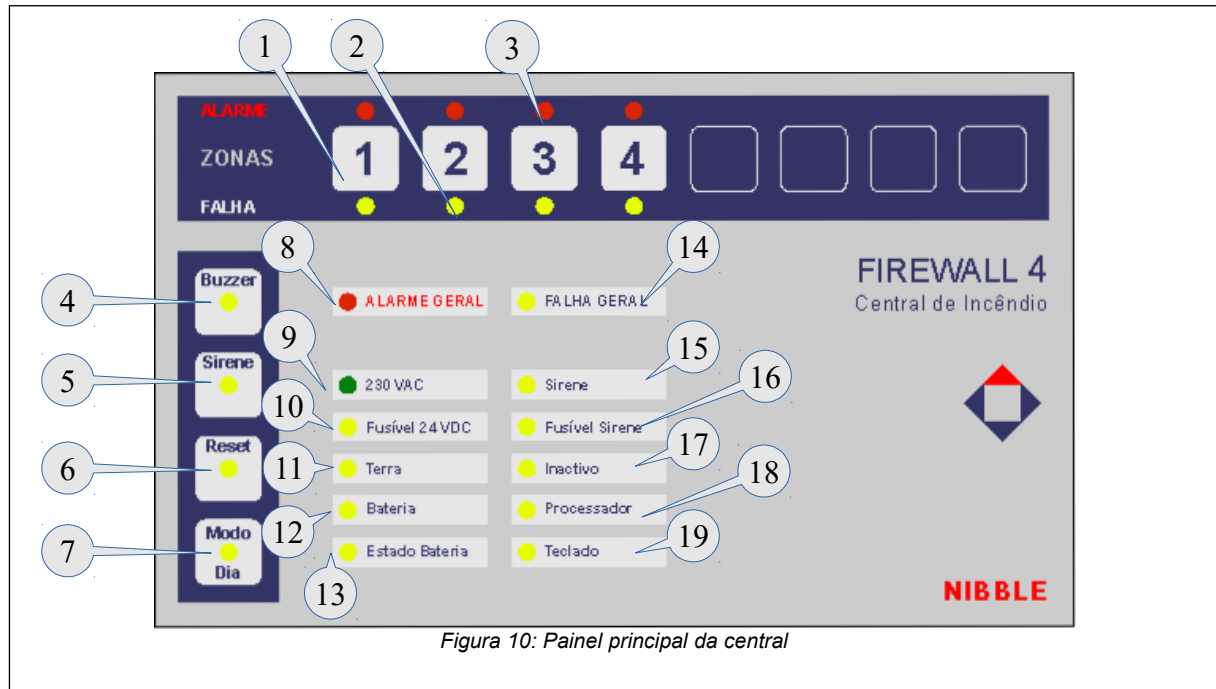 1 2 3
ALARME
ZONAS 1 2 3 4
FALHA
8 14
Buzzer
4
ALARME GERAL FALHA GERAL
FIREWALL 4
Central de Incêndio
9 15
Sirene
5
230 VAC Sirene
10 16
Fusível 24 VDC Fusível Sirene
Reset
6
11 17
Terra Inactivo
12 18
Bateria Processador
Modo
7
Dia
13 19
Estado Bateria Teclado
NIBBLE
Figura 10: Painel principal da central